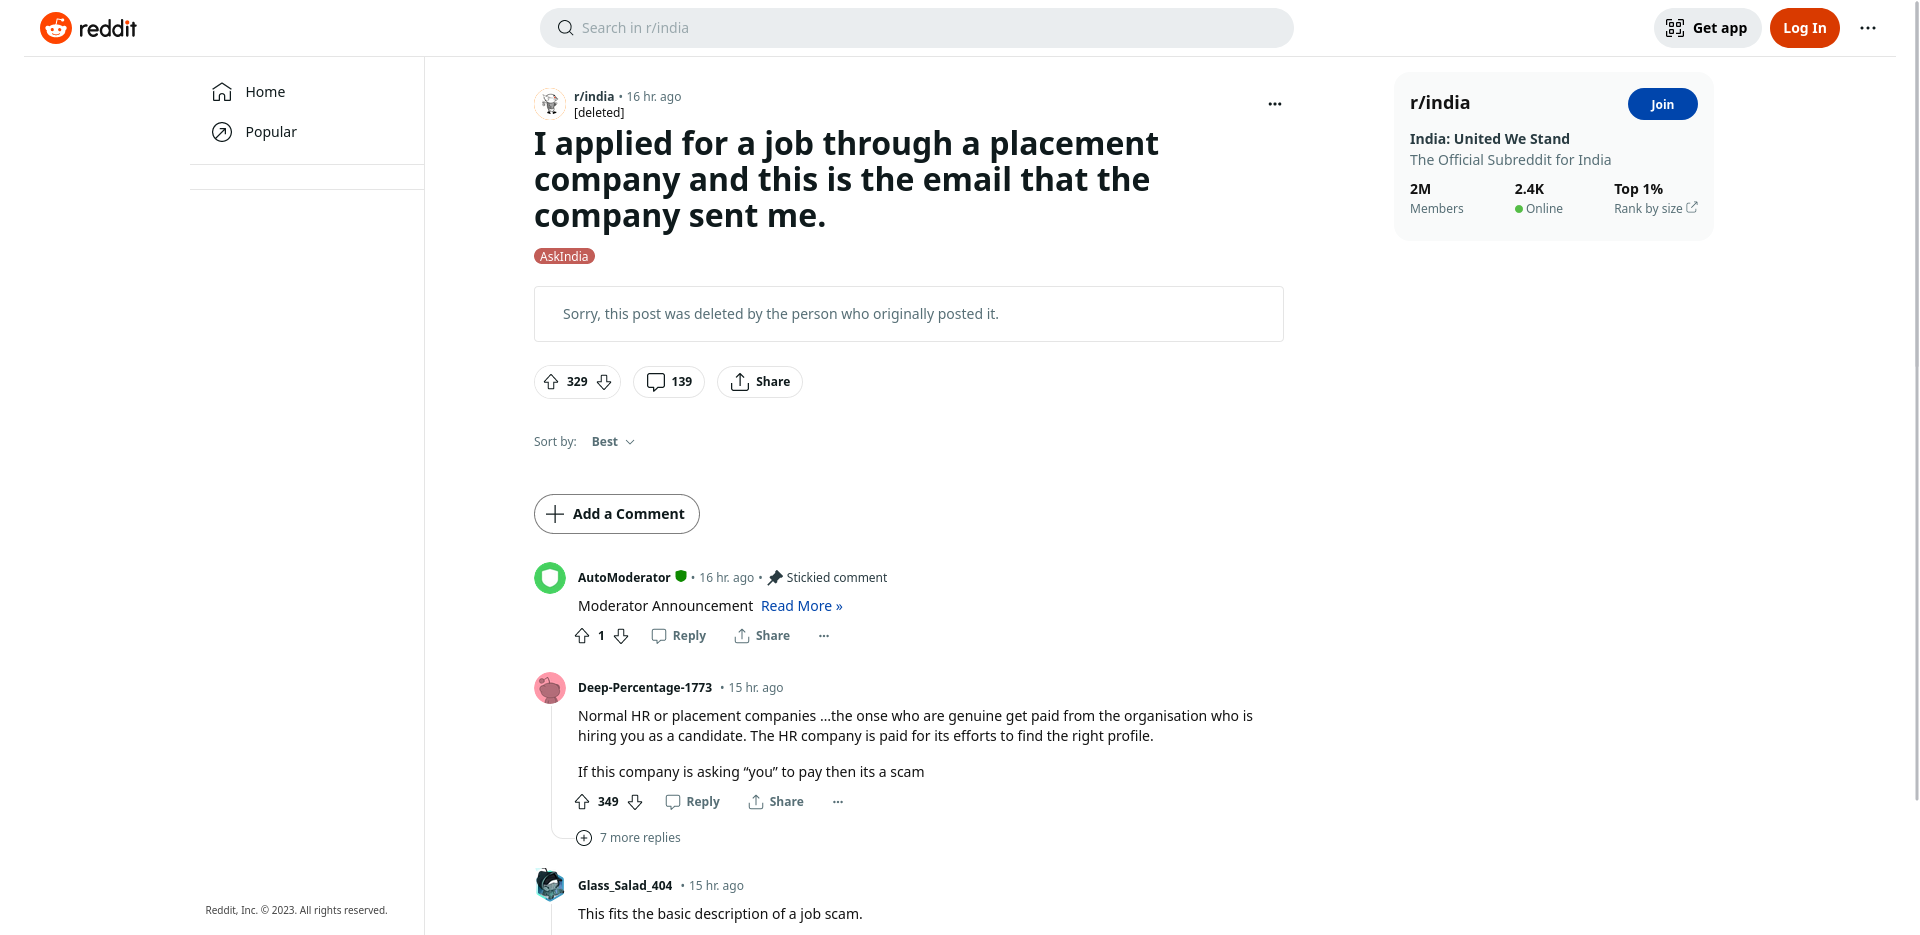 reddit
Search in r/india
Get app
Log In
Home
Popular
r/india • 16 hr. ago
[deleted]
I applied for a job through a placement
company and this is the email that the
company sent me.
AskIndia
Sorry, this post was deleted by the person who originally posted it.
329
139
Share
Sort by: Best
Add a Comment
AutoModerator • 16 hr. ago • Stickied comment
Moderator Announcement Read More »
1 Reply Share
Deep-Percentage-1773 • 15 hr. ago
Normal HR or placement companies ...the onse who are genuine get paid from the organisation who is
hiring you as a candidate. The HR company is paid for its efforts to find the right profile.
If this company is asking “you” to pay then its a scam
349 Reply Share
7 more replies
Glass_Salad_404 • 15 hr. ago
This fits the basic description of a job scam.
r/india
Join
India: United We Stand
The Official Subreddit for India
2M 2.4K Top 1%
Members Online Rank by size
Reddit, Inc. © 2023. All rights reserved.